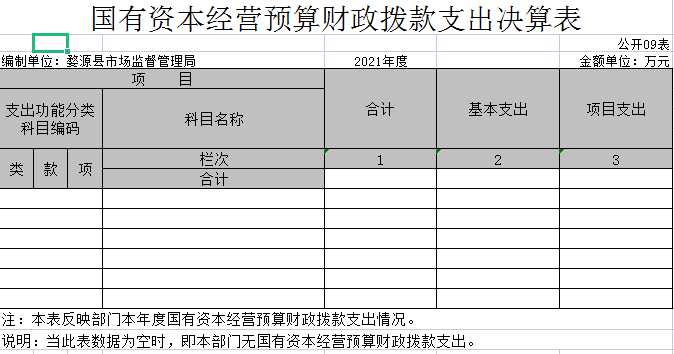 国有资本经营预算财政拨款支出决算表
公开09表
编制单位：婺源县市场监督管理局 2021年度 金额单位：万元
项 目 合计 基本支出 项目支出
支出功能分类
科目编码 科目名称
类 款 项 栏次 1 2 3
合计
注：本表反映部门本年度国有资本经营预算财政拨款支出情况。
说明：当此表数据为空时，即本部门无国有资本经营预算财政拨款支出。